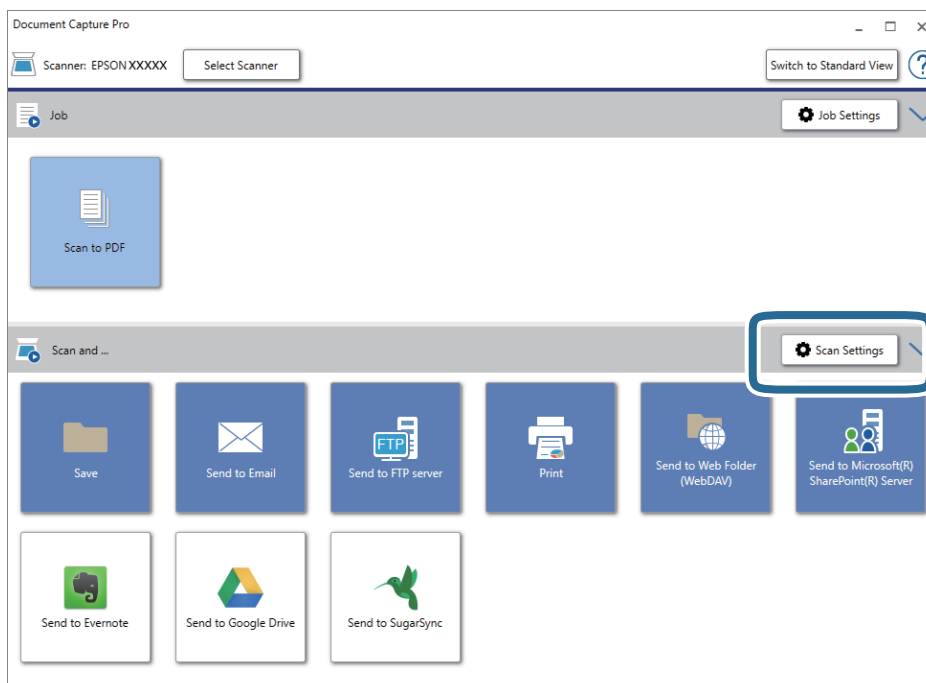 Document Capture Pro
Scanner: EPSON XXXXX
Select Scanner
Switch to Standard View
?
Job
Job Settings
Scan to PDF
Scan and ...
Scan Settings
Save
Send to Email
FTP
Send to FTP server
Print
Send to Web Folder
(WebDAV)
Send to Microsoft(R)
SharePoint(R) Server
Send to Evernote
Send to Google Drive
Send to SugarSync